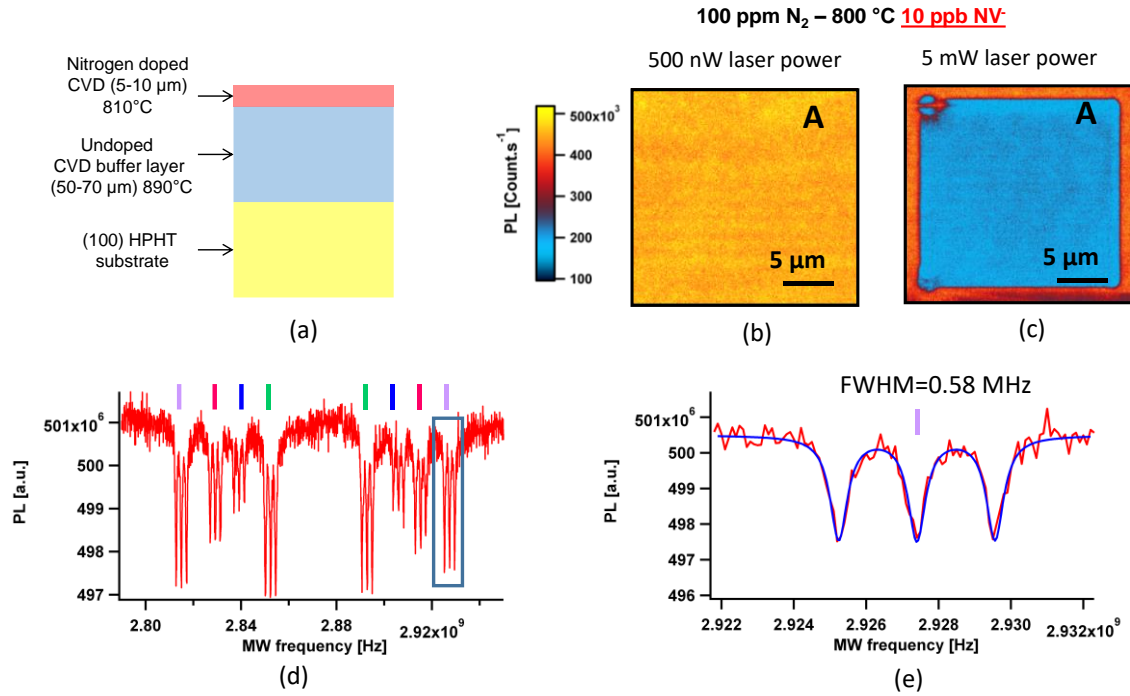 100 ppm N₂ – 800 °C 10 ppb NV⁻
Nitrogen doped
CVD (5-10 µm)
810°C
Undoped
CVD buffer layer
(50-70 µm) 890°C
(100) HPHT
substrate
(a)
500 nW laser power
5 mW laser power
PL [Count.s⁻¹]
500x10³
400
300
200
100
A
5 µm
(b)
A
5 µm
(c)
PL [a.u.]
501x10⁶
500
499
498
497
2.80
2.84
2.88
2.92x10⁹
MW frequency [Hz]
(d)
FWHM=0.58 MHz
PL [a.u.]
501x10⁶
500
499
498
497
496
2.922
2.924
2.926
2.928
2.930
2.932x10⁹
MW frequency [Hz]
(e)